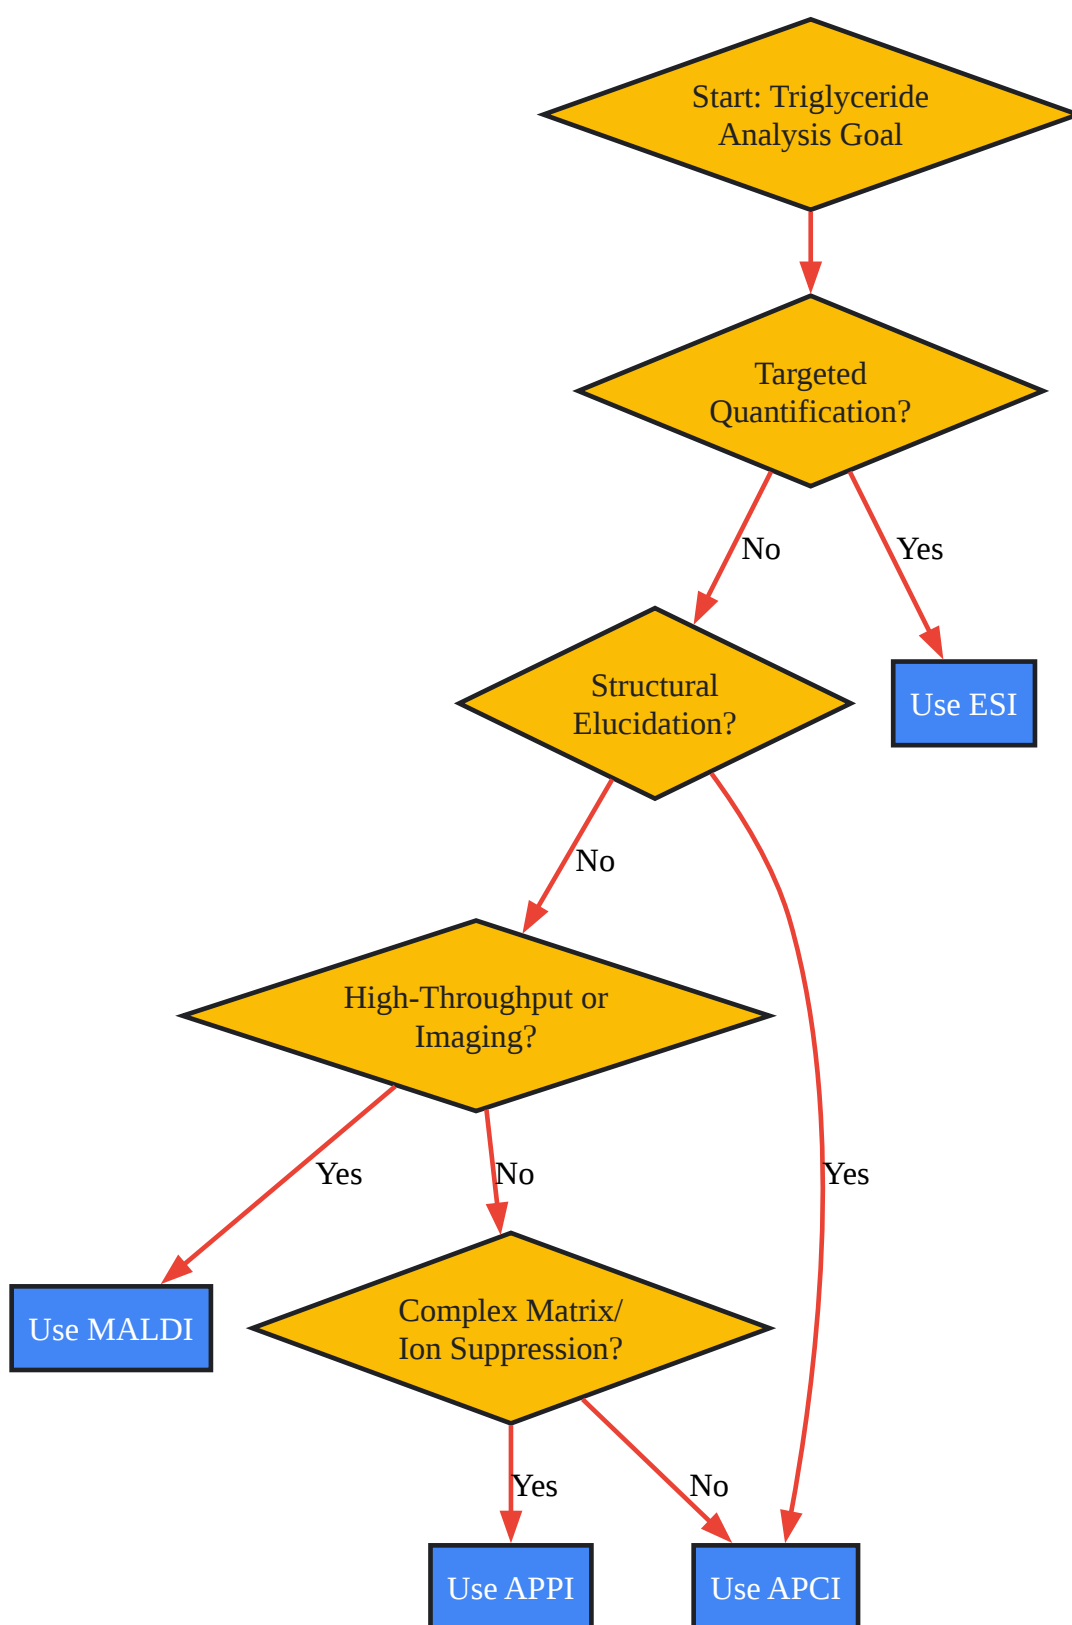 Start: Triglyceride
Analysis Goal
Targeted
Quantification?
No
Yes
Structural
Elucidation?
Use ESI
No
High-Throughput or
Imaging?
Yes
No
Yes
Use MALDI
Complex Matrix/
Ion Suppression?
Yes
No
Use APPI
Use APCI